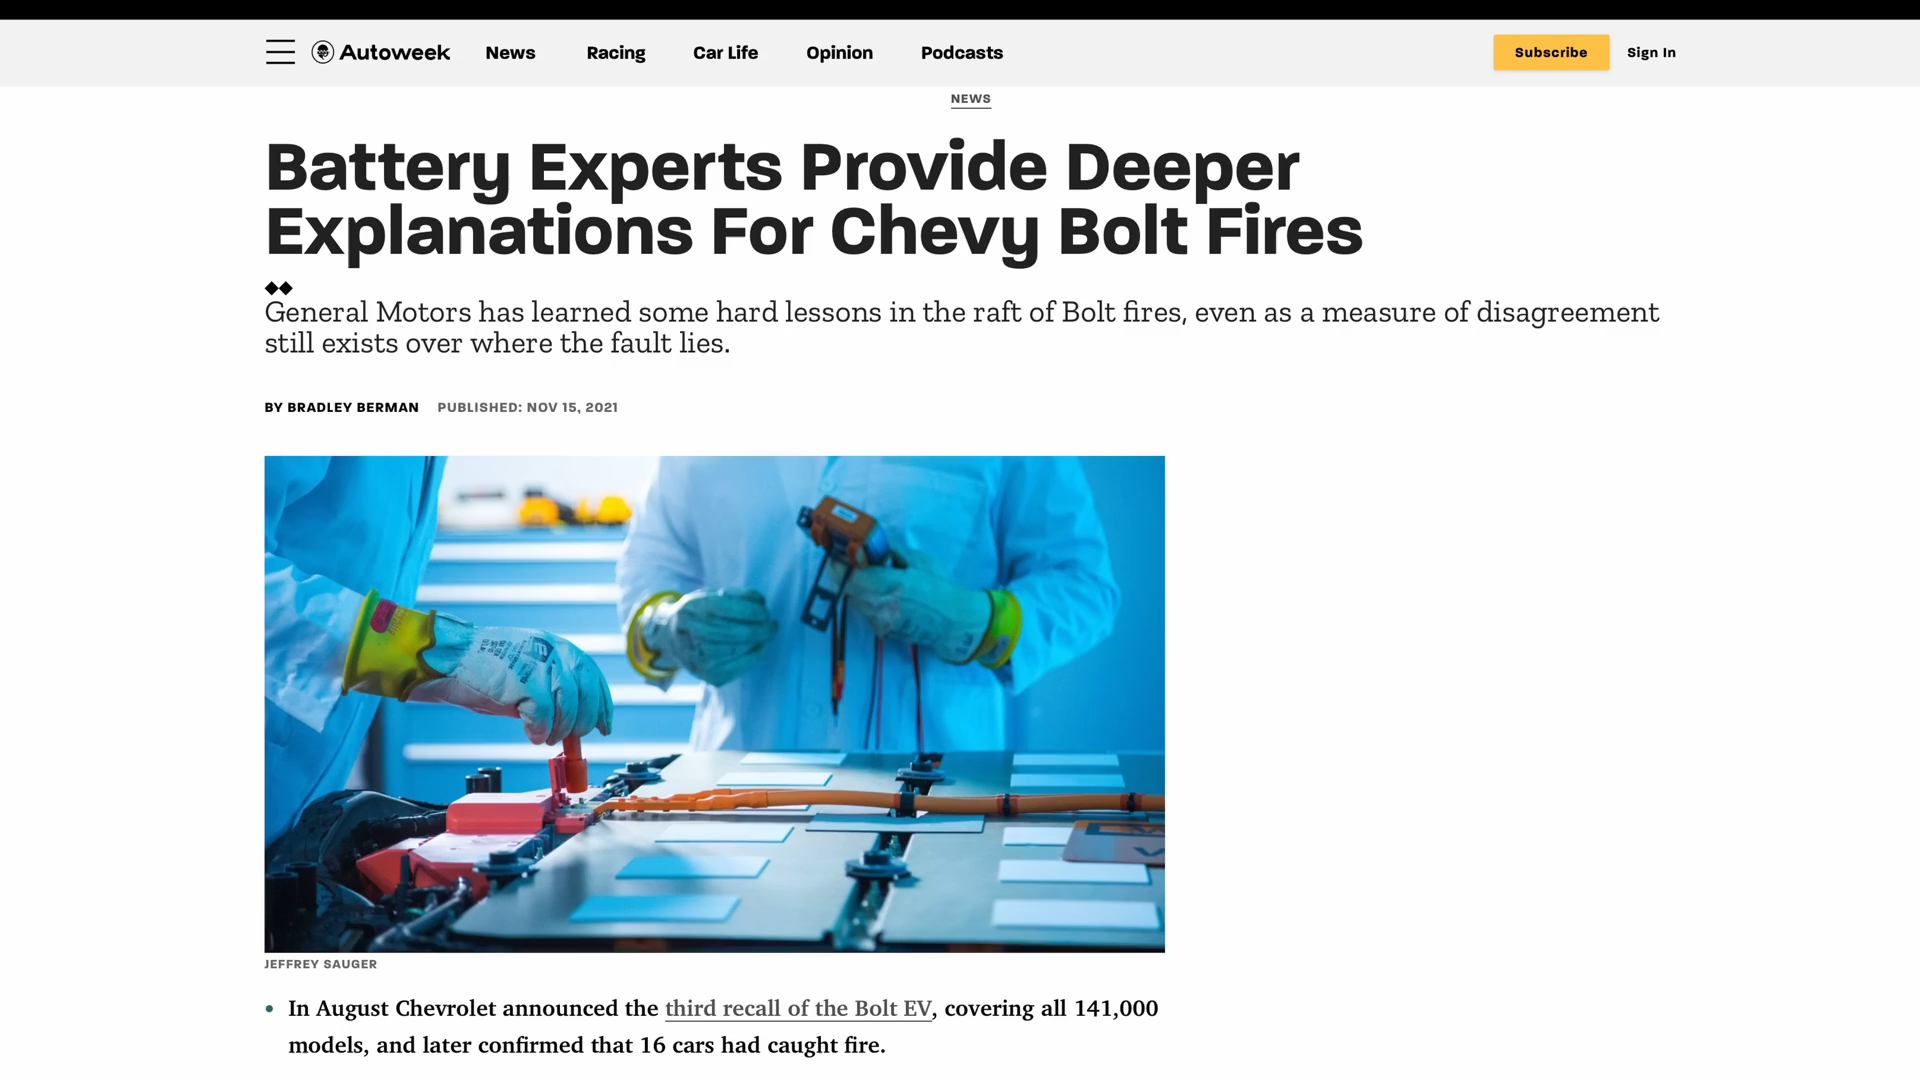 Autoweek News Racing Car Life Opinion Podcasts Subscribe Sign In
NEWS
Battery Experts Provide Deeper
Explanations For Chevy Bolt Fires
General Motors has learned some hard lessons in the raft of Bolt fires, even as a measure of disagreement
still exists over where the fault lies.
BY BRADLEY BERMAN PUBLISHED: NOV 15, 2021
JEFFREY SAUGER
• In August Chevrolet announced the third recall of the Bolt EV, covering all 141,000
models, and later confirmed that 16 cars had caught fire.